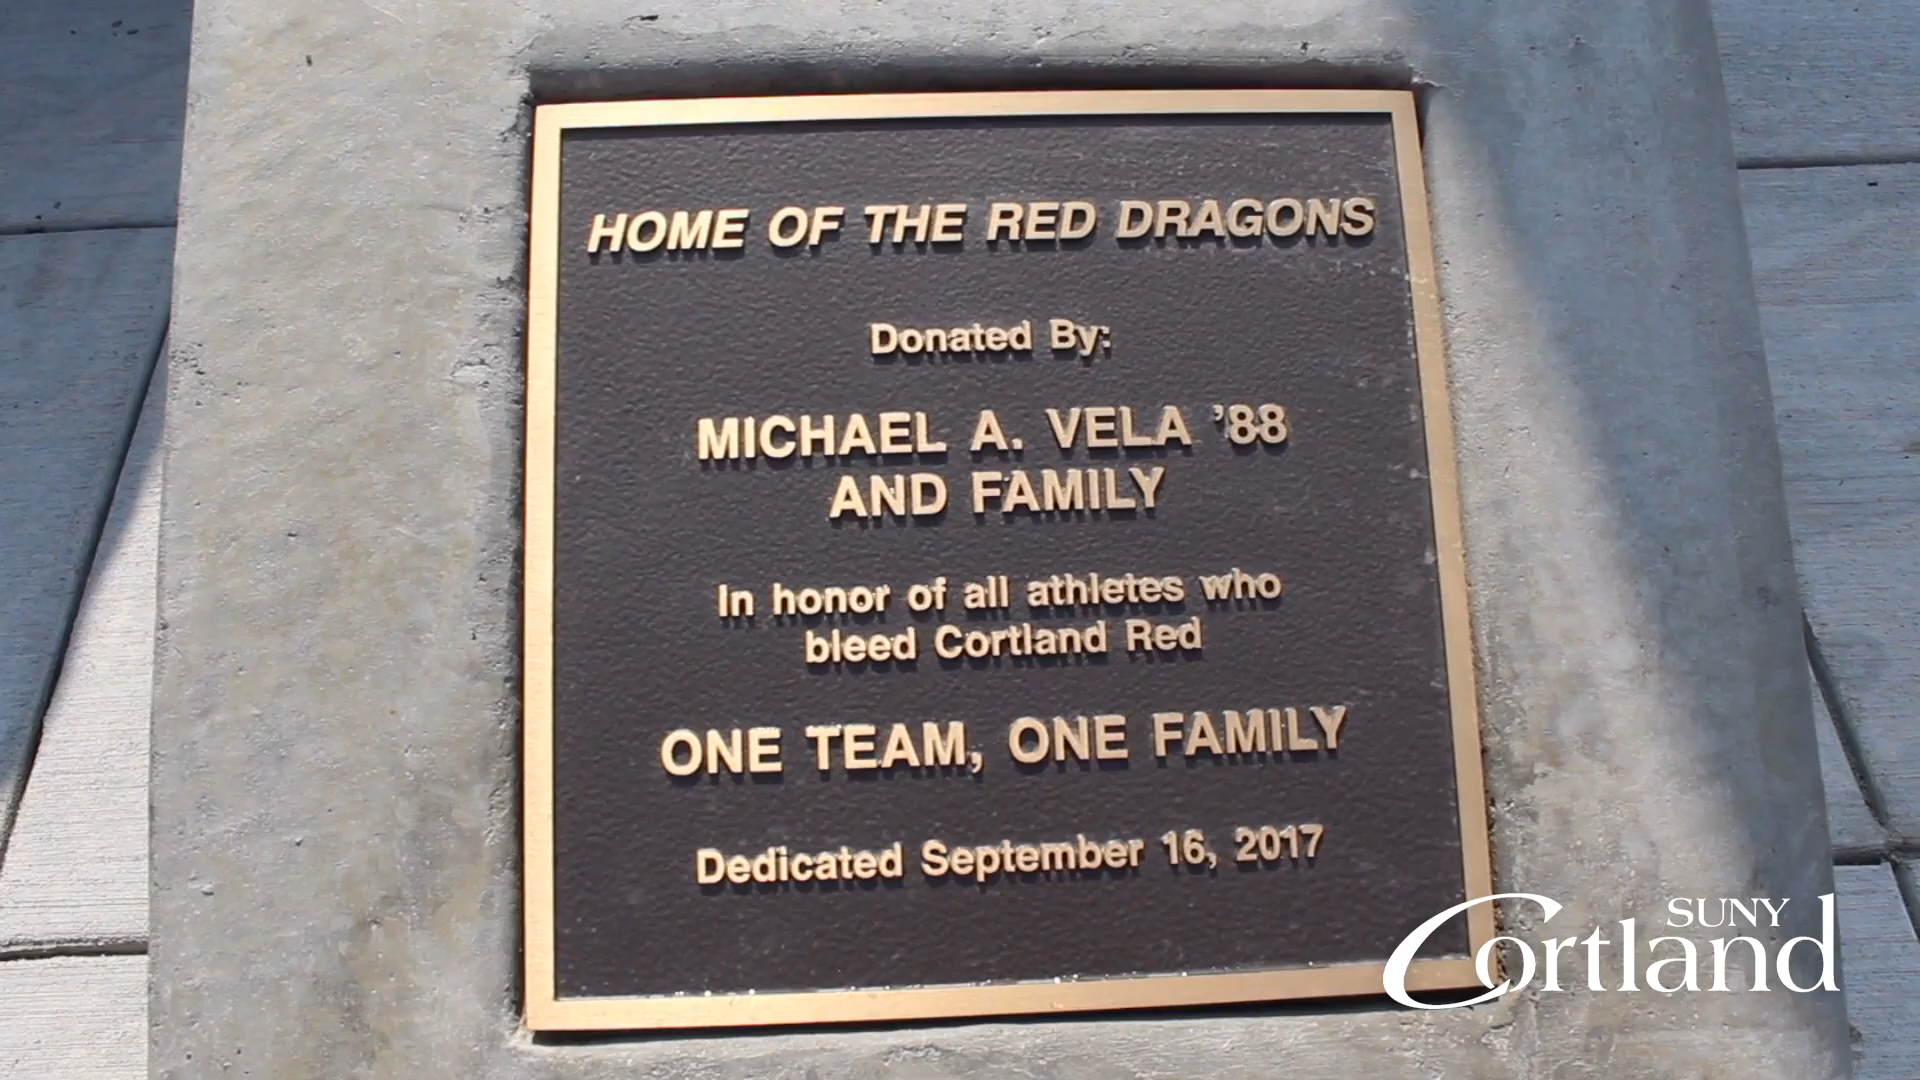 HOME OF THE RED DRAGONS
Donated By:
MICHAEL A. VELA '88
AND FAMILY
In honor of all athletes who
bleed Cortland Red
ONE TEAM, ONE FAMILY
Dedicated September 16, 2017
SUNY
Cortland